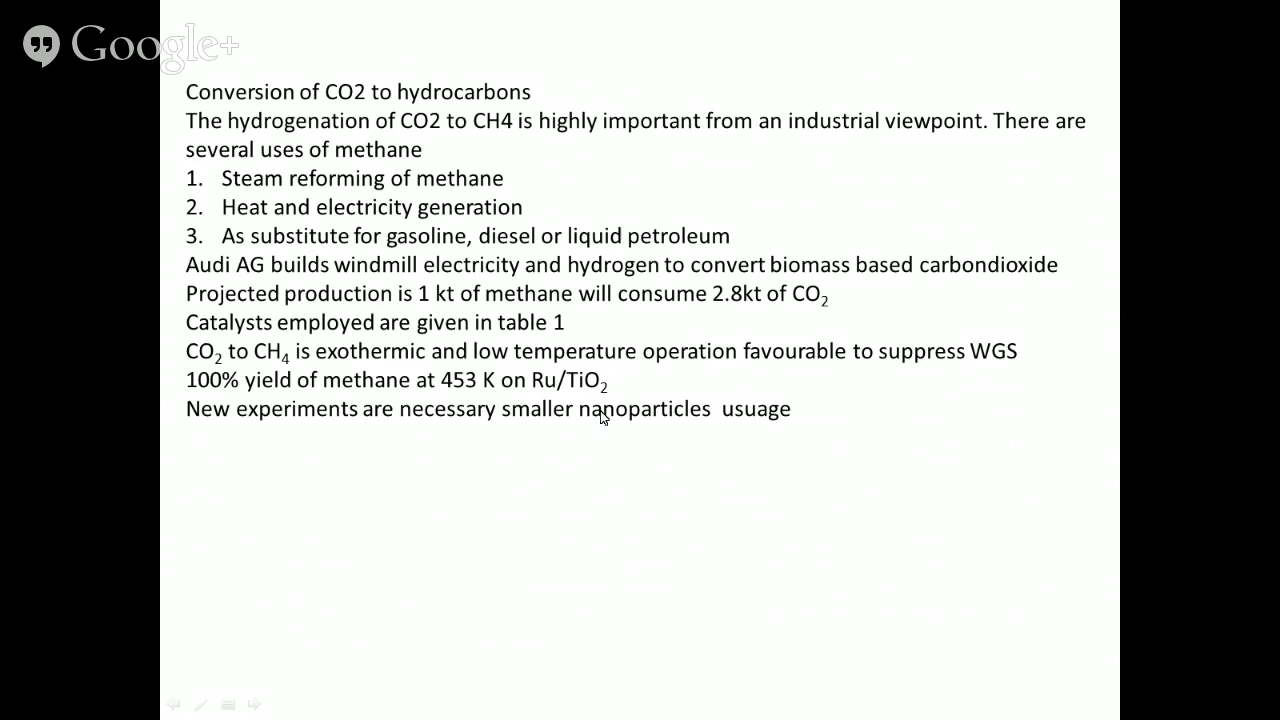 Google+
Conversion of CO2 to hydrocarbons
The hydrogenation of CO2 to CH4 is highly important from an industrial viewpoint. There are
several uses of methane
1. Steam reforming of methane
2. Heat and electricity generation
3. As substitute for gasoline, diesel or liquid petroleum
Audi AG builds windmill electricity and hydrogen to convert biomass based carbondioxide
Projected production is 1 kt of methane will consume 2.8kt of CO₂
Catalysts employed are given in table 1
CO₂ to CH₄ is exothermic and low temperature operation favourable to suppress WGS
100% yield of methane at 453 K on Ru/TiO₂
New experiments are necessary smaller nanoparticles usuage